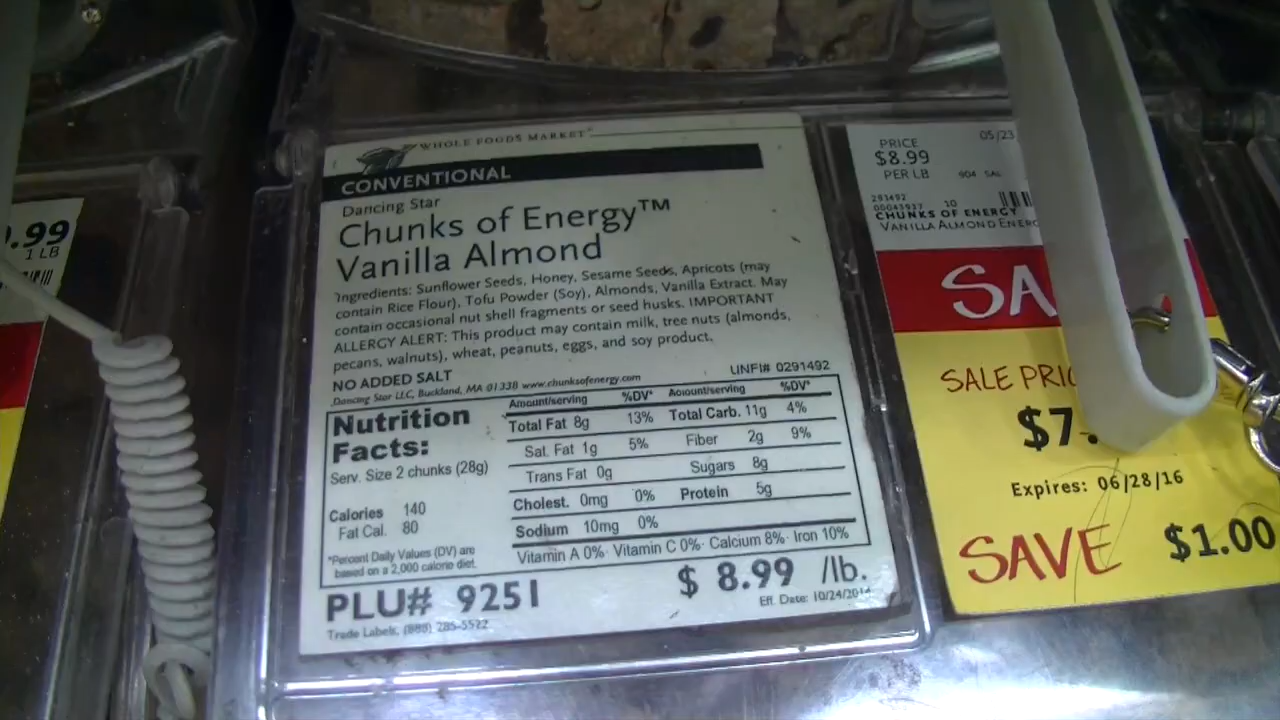 .99
1 LB
WHOLE FOODS MARKET
CONVENTIONAL
Dancing Star
Chunks of Energy™
Vanilla Almond
Ingredients: Sunflower Seeds, Honey, Sesame Seeds, Apricots (may
contain Rice Flour), Tofu Powder (Soy), Almonds, Vanilla Extract. May
contain occasional nut shell fragments or seed husks. IMPORTANT
ALLERGY ALERT: This product may contain milk, tree nuts (almonds,
pecans, walnuts), wheat, peanuts, eggs, and soy product.
NO ADDED SALT
UNFI# 0291492
Dancing Star LLC, Buckland, MA 01338 www.chunksofenergy.com
Nutrition
Facts:
Serv. Size 2 chunks (28g)
Calories 140
Fat Cal. 80
*Percent Daily Values (DV) are
based on a 2,000 calorie diet.
Amount/serving %DV* Amount/serving %DV*
Total Fat 8g 13% Total Carb. 11g 4%
Sat. Fat 1g 5% Fiber 2g 9%
Trans Fat 0g Sugars 8g
Cholest. 0mg 0% Protein 5g
Sodium 10mg 0%
Vitamin A 0% · Vitamin C 0% · Calcium 8% · Iron 10%
PLU# 9251 $ 8.99 /lb.
Trade Labels, (888) 285-5522 Eff. Date: 10/24/2014
PRICE 05/23
$8.99
PER LB 904 SAL
293492
00043937 10
CHUNKS OF ENERGY
VANILLA ALMOND ENERG
SA
SALE PRIC
$7.
Expires: 06/28/16
SAVE $1.00